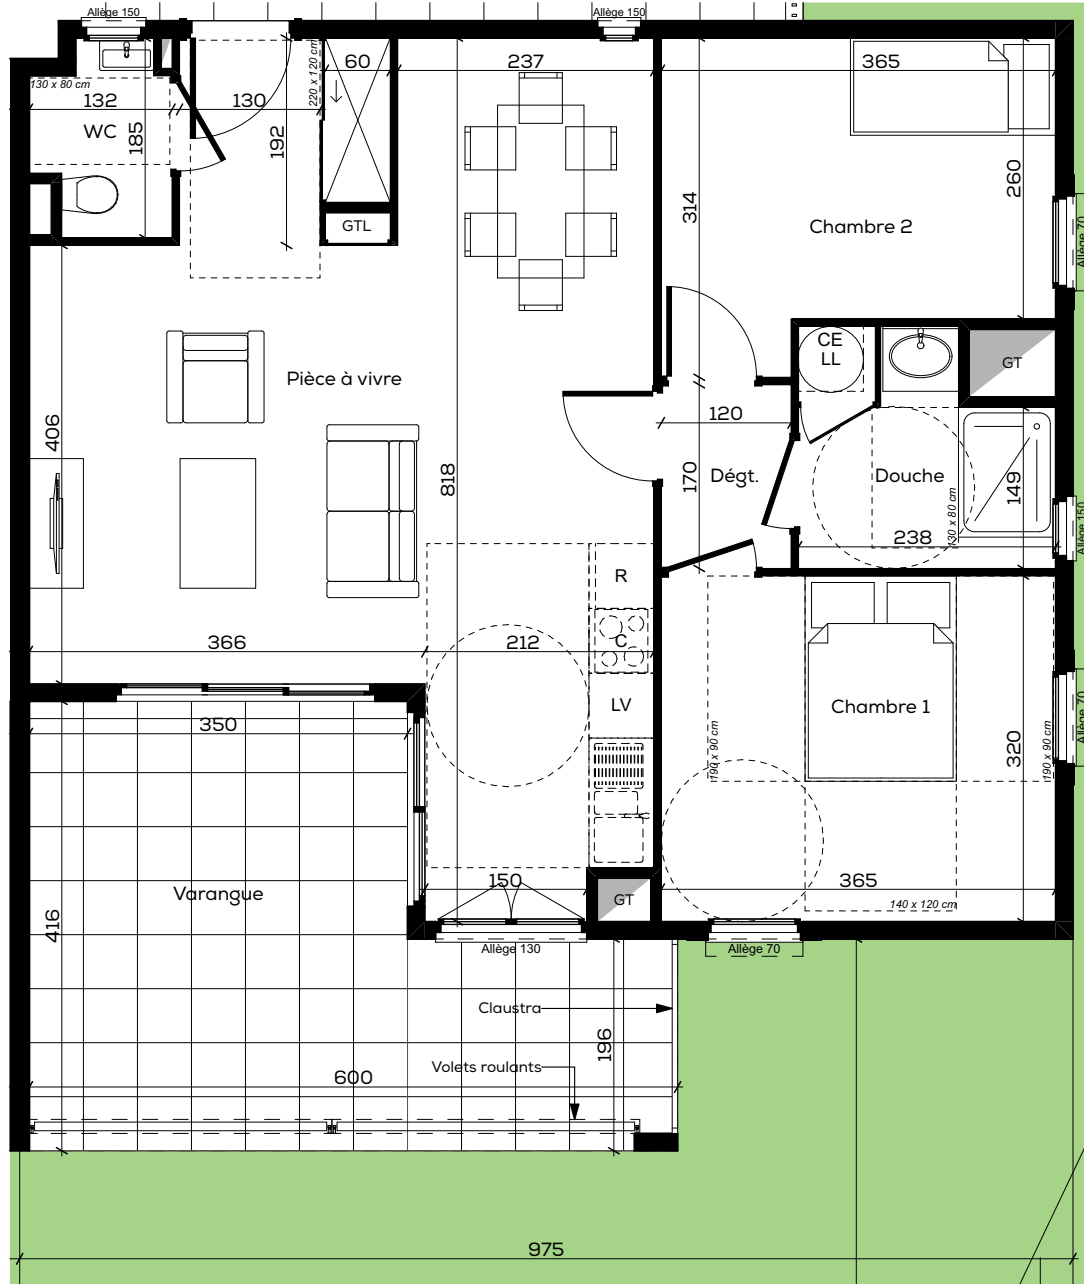 Allège 150
Allège 150
60
237
365
130 x 80 cm
220 x 120 cm
132
130
WC
185
192
260
314
GTL
Chambre 2
Allège 70
CE
LL
GT
Pièce à vivre
120
406
818
170
Dégt.
Douche
149
130 x 80 cm
238
Allège 150
R
C
366
212
LV
Chambre 1
350
190 x 90 cm
320
190 x 90 cm
Allège 70
Varangue
150
GT
365
140 x 120 cm
416
Allège 130
Allège 70
Claustra
196
Volets roulants
600
975